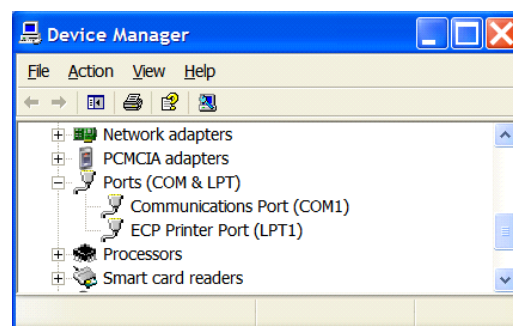 Device Manager
File Action View Help
Network adapters
PCMCIA adapters
Ports (COM & LPT)
Communications Port (COM1)
ECP Printer Port (LPT1)
Processors
Smart card readers